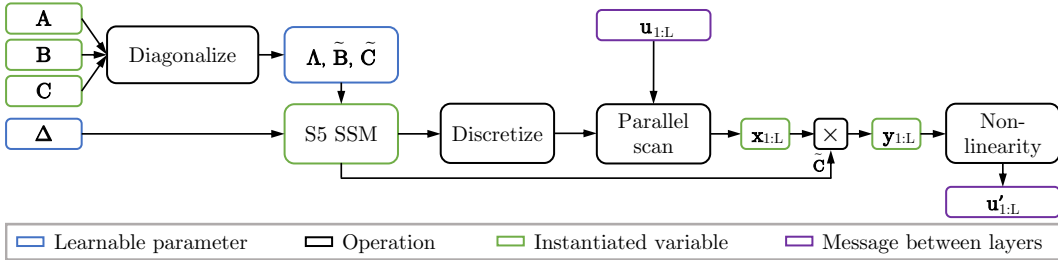 A
B
C
Δ
Diagonalize
Λ, B̃, C̃
S5 SSM
Discretize
u1:L
Parallel
scan
x1:L
×
C̃
y1:L
Non-
linearity
u′1:L
Learnable parameter
Operation
Instantiated variable
Message between layers